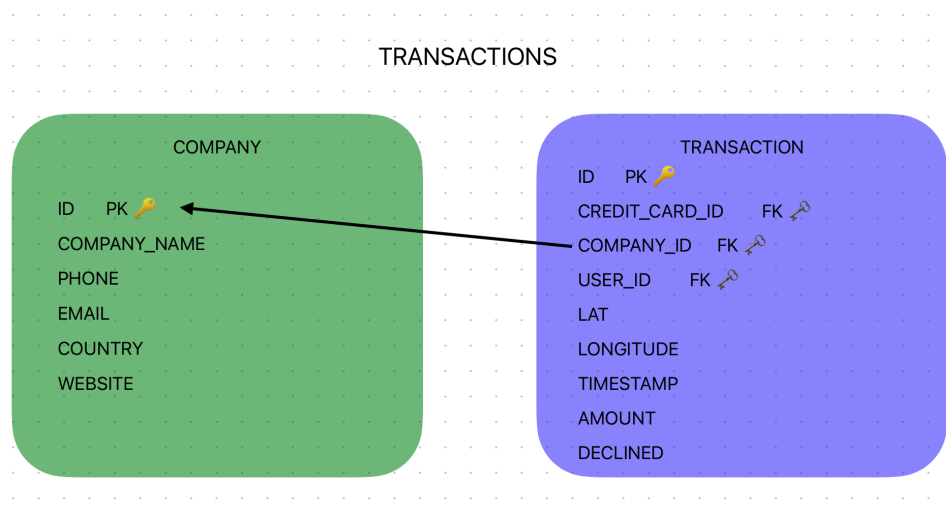 TRANSACTIONS
COMPANY
ID PK
COMPANY_NAME
PHONE
EMAIL
COUNTRY
WEBSITE
TRANSACTION
ID PK
CREDIT_CARD_ID FK
COMPANY_ID FK
USER_ID FK
LAT
LONGITUDE
TIMESTAMP
AMOUNT
DECLINED